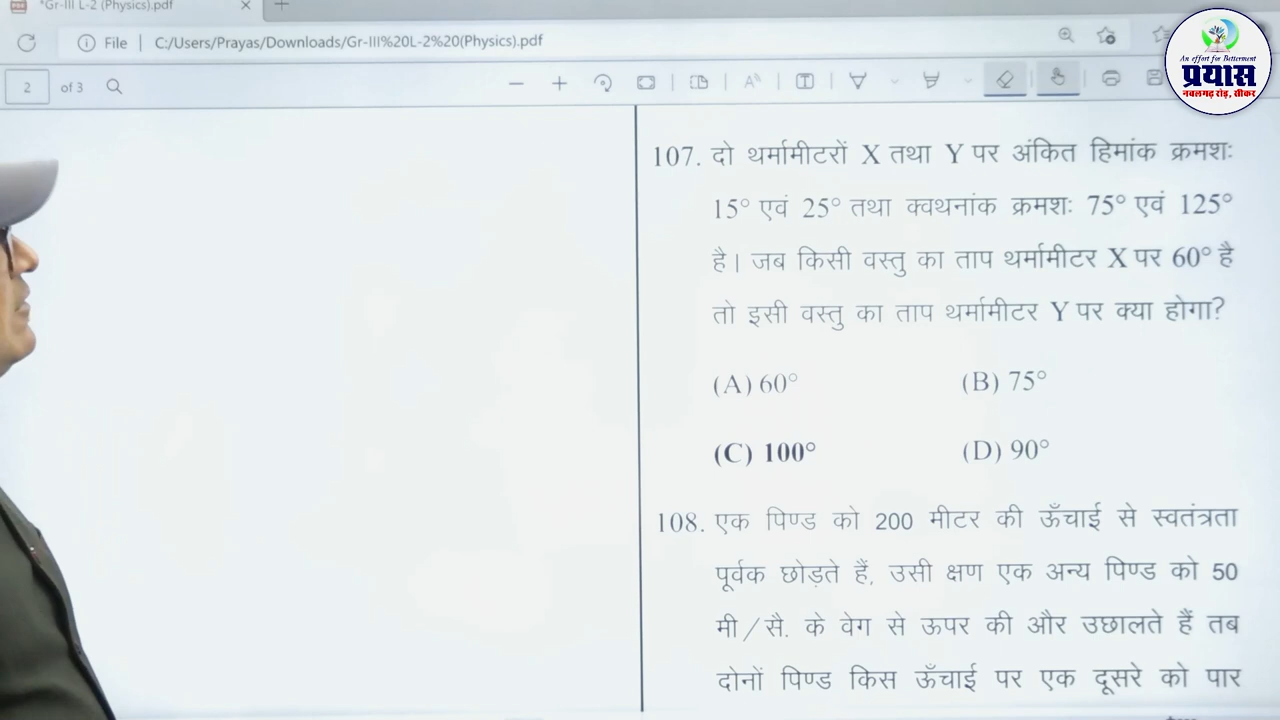 *Gr-III L-2 (Physics).pdf
File | C:/Users/Prayas/Downloads/Gr-III%20L-2%20(Physics).pdf
2 of 3
An effort for Betterment
प्रयास
नवलगढ़ रोड़, सीकर
107. दो थर्मामीटरों X तथा Y पर अंकित हिमांक क्रमशः
15° एवं 25° तथा क्वथनांक क्रमशः 75° एवं 125°
है। जब किसी वस्तु का ताप थर्मामीटर X पर 60° है
तो इसी वस्तु का ताप थर्मामीटर Y पर क्या होगा?
(A) 60° (B) 75°
(C) 100° (D) 90°
108. एक पिण्ड को 200 मीटर की ऊँचाई से स्वतंत्रता
पूर्वक छोड़ते हैं, उसी क्षण एक अन्य पिण्ड को 50
मी/सै. के वेग से ऊपर की और उछालते हैं तब
दोनों पिण्ड किस ऊँचाई पर एक दूसरे को पार